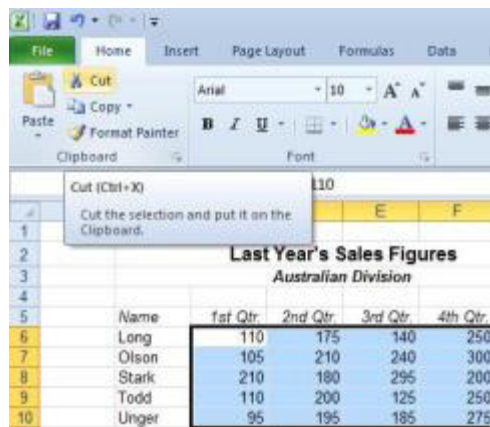 File Home Insert Page Layout Formulas Data
Cut
Copy
Paste
Format Painter
Arial 10 A A
B I U A
Clipboard Font
110
Cut (Ctrl+X)
Cut the selection and put it on the
Clipboard.
E F
1
2 Last Year's Sales Figures
3 Australian Division
4
5 Name 1st Qtr. 2nd Qtr. 3rd Qtr. 4th Qtr.
6 Long 110 175 140 250
7 Olson 105 210 240 300
8 Stark 210 180 295 200
9 Todd 110 200 125 250
10 Unger 95 195 185 275